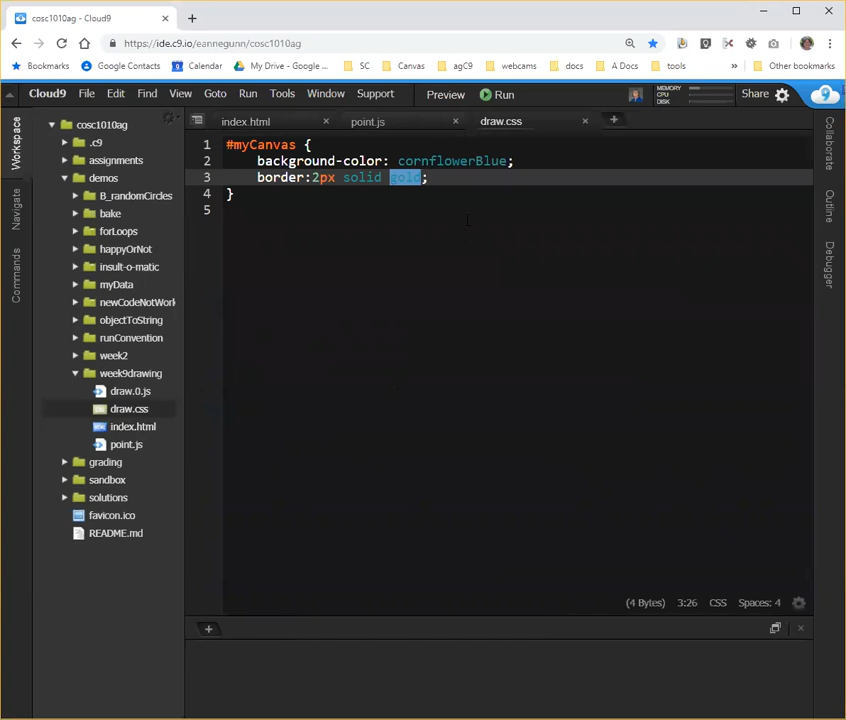 cosc1010ag - Cloud9
https://ide.c9.io/eannegunn/cosc1010ag
Bookmarks Google Contacts Calendar My Drive - Google ... SC Canvas agC9 webcams docs A Docs tools » Other bookmarks
Cloud9 File Edit Find View Goto Run Tools Window Support Preview Run MEMORY CPU DISK Share
Workspace
Navigate
Commands
cosc1010ag
.c9
assignments
demos
B_randomCircles
bake
forLoops
happyOrNot
insult-o-matic
myData
newCodeNotWork
objectToString
runConvention
week2
week9drawing
draw.0.js
draw.css
index.html
point.js
grading
sandbox
solutions
favicon.ico
README.md
index.html point.js draw.css
1 #myCanvas {
2 background-color: cornflowerBlue;
3 border:2px solid gold;
4 }
5
(4 Bytes) 3:26 CSS Spaces: 4
Collaborate
Outline
Debugger